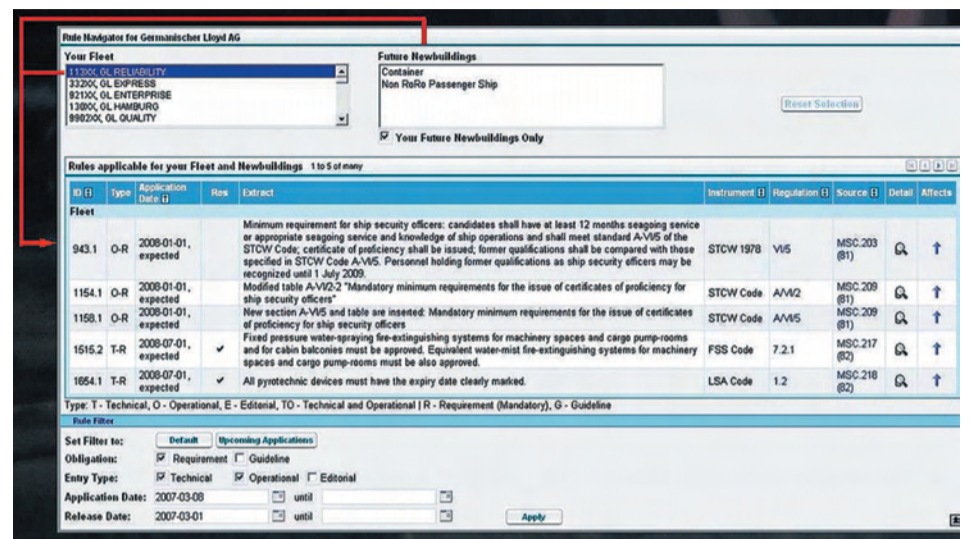 Rule Navigator for Germanischer Lloyd AG
Your Fleet
Future Newbuildings
113XX, GL RELIABILITY
332XX, GL EXPRESS
921XX, GL ENTERPRISE
130XX, GL HAMBURG
9902XX, GL QUALITY
Container
Non RoRo Passenger Ship
Reset Selection
Your Future Newbuildings Only
Rules applicable for your Fleet and Newbuildings 1 to 5 of many
ID Type Application Date Res Extract Instrument Regulation Source Detail Affects
Fleet
Minimum requirement for ship security officers: candidates shall have at least 12 months seagoing service
or appropriate seagoing service and knowledge of ship operations and shall meet standard A-VI/5 of the
943.1 O-R 2008-01-01, expected STCW Code; certificate of proficiency shall be issued; former qualifications shall be compared with those STCW 1978 VI/5 MSC.203 (81)
specified in STCW Code A-VI/5. Personnel holding former qualifications as ship security officers may be
recognized until 1 July 2009.
1154.1 O-R 2008-01-01, expected Modified table A-VI/2-2 "Mandatory minimum requirements for the issue of certificates of proficiency for STCW Code A/VI/2 MSC.209 (81)
ship security officers"
1158.1 O-R 2008-01-01, expected New section A-VI/5 and table are inserted: Mandatory minimum requirements for the issue of certificates STCW Code A/VI/5 MSC.209 (81)
of proficiency for ship security officers
Fixed pressure water-spraying fire-extinguishing systems for machinery spaces and cargo pump-rooms
1515.2 T-R 2008-07-01, expected and for cabin balconies must be approved. Equivalent water-mist fire-extinguishing systems for machinery FSS Code 7.2.1 MSC.217 (82)
spaces and cargo pump-rooms must be also approved.
1654.1 T-R 2008-07-01, expected All pyrotechnic devices must have the expiry date clearly marked. LSA Code 1.2 MSC.218 (82)
Type: T - Technical, O - Operational, E - Editorial, TO - Technical and Operational | R - Requirement (Mandatory), G - Guideline
Rule Filter
Set Filter to: Default Upcoming Applications
Obligation: Requirement Guideline
Entry Type: Technical Operational Editorial
Application Date: 2007-03-08 until
Release Date: 2007-03-01 until Apply